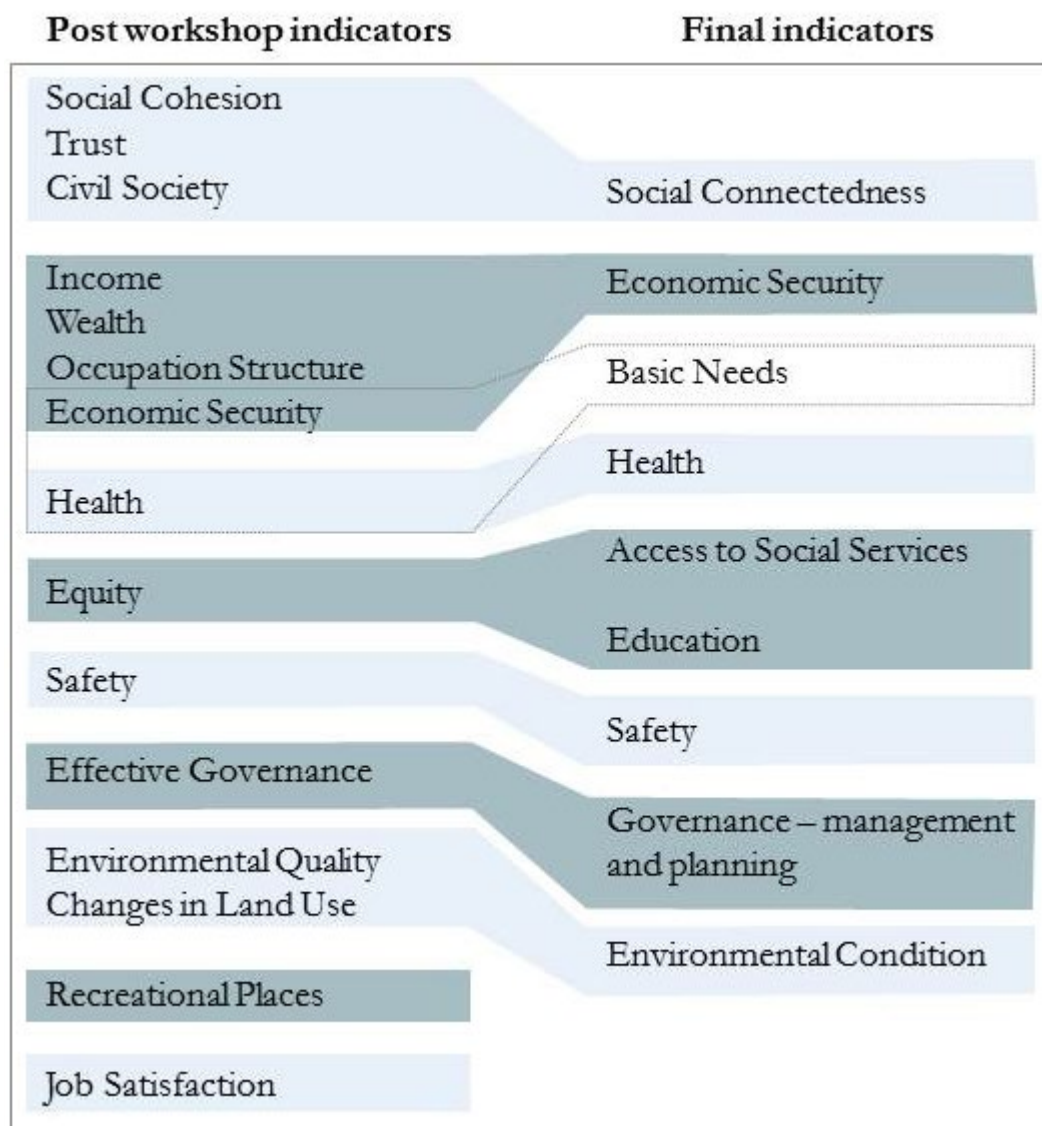 Post workshop indicators
Final indicators
Social Cohesion
Trust
Civil Society
Social Connectedness
Income
Wealth
Occupation Structure
Economic Security
Economic Security
Basic Needs
Health
Health
Equity
Access to Social Services
Education
Safety
Safety
Effective Governance
Governance – management
and planning
Environmental Quality
Changes in Land Use
Environmental Condition
Recreational Places
Job Satisfaction